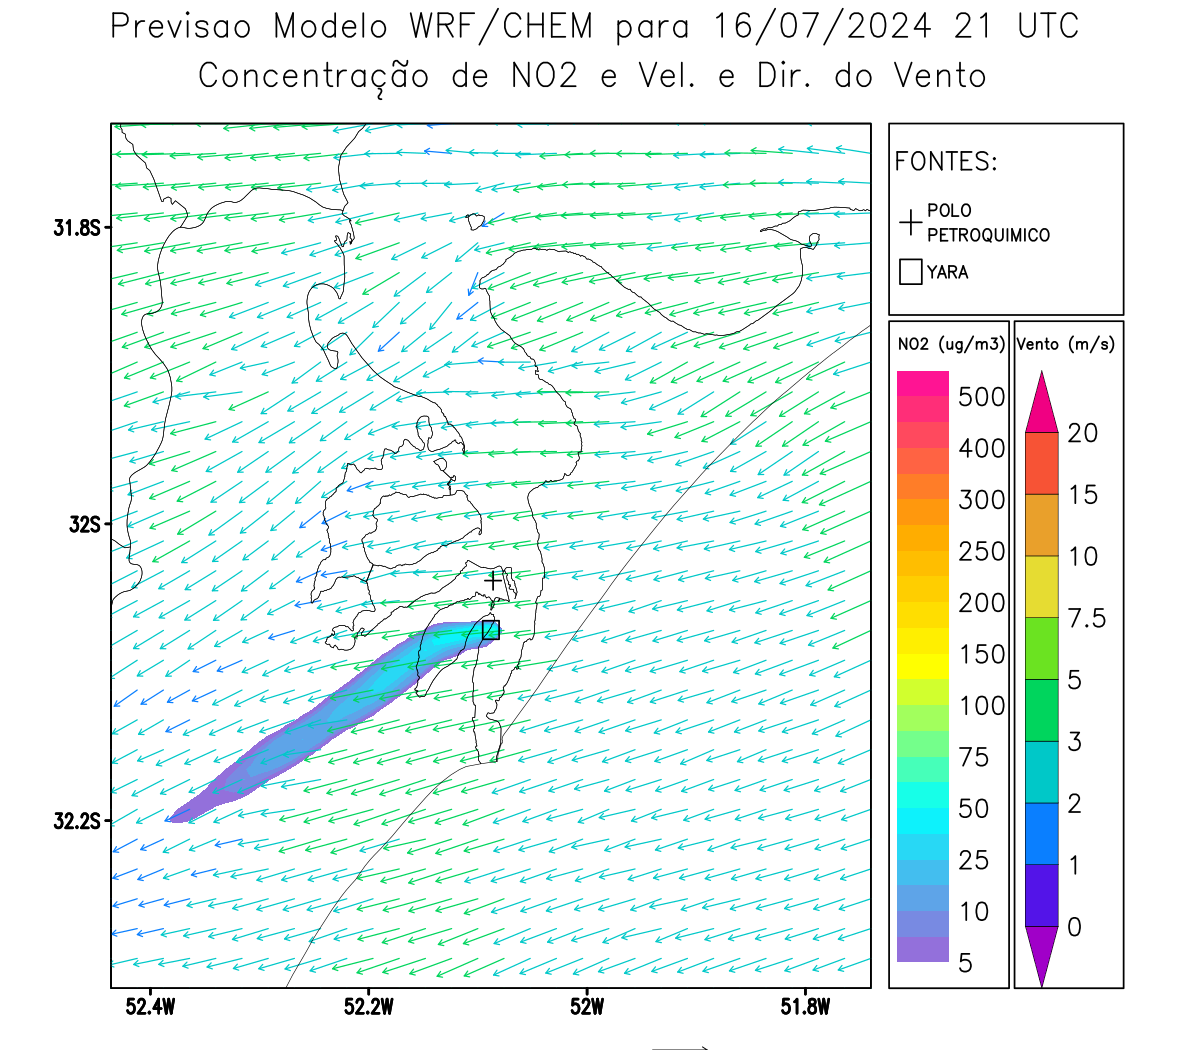 Previsao Modelo WRF/CHEM para 16/07/2024 21 UTC
Concentração de NO2 e Vel. e Dir. do Vento
FONTES:
POLO
PETROQUIMICO
YARA
NO2 (ug/m3)
500
400
300
250
200
150
100
75
50
25
10
5
Vento (m/s)
20
15
10
7.5
5
3
2
1
0
31.8S
32S
32.2S
52.4W
52.2W
52W
51.8W